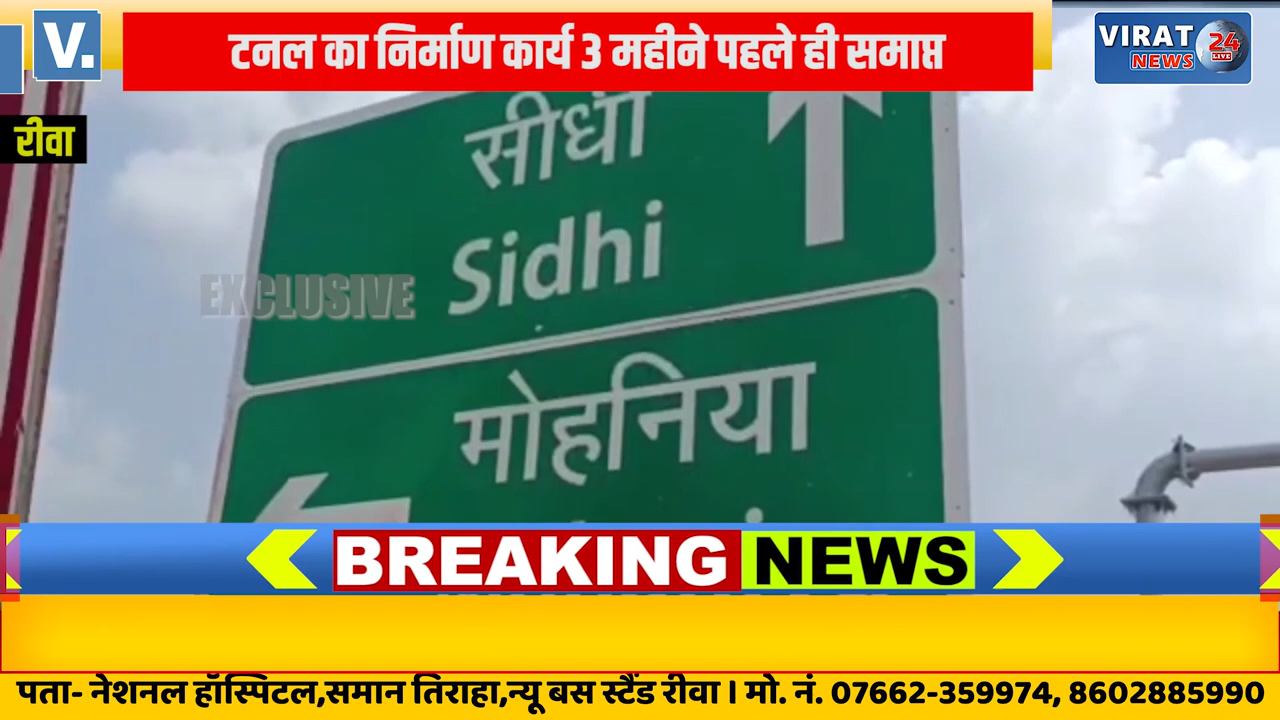 V.
टनल का निर्माण कार्य 3 महीने पहले ही समाप्त
VIRAT
NEWS
24
LIVE
रीवा
सीधी
Sidhi
EXCLUSIVE
मोहनिया
BREAKING NEWS
पता- नेशनल हॉस्पिटल,समान तिराहा,न्यू बस स्टैंड रीवा । मो. नं. 07662-359974, 8602885990